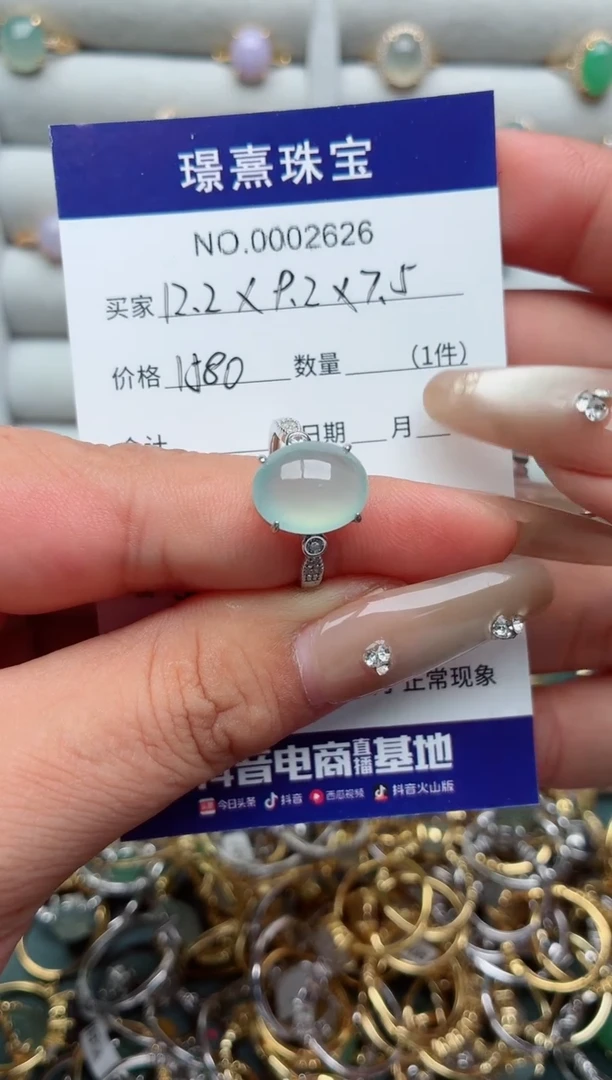 璟熹珠宝
NO.0002626
买家 12.2×9.2×7.5
价格 数量 (1件)
合计 日期 月
正常现象
抖音电商直播基地
今日头条 抖音 西瓜视频 抖音火山版